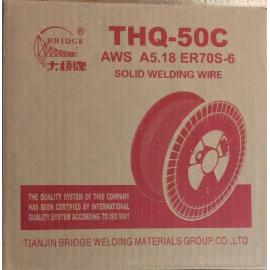 BRIDGE
®
大桥牌
THQ-50C
AWS A5.18 ER70S-6
SOLID WELDING WIRE
THE QUALITY SYSTEM OF THIS COMPANY
HAS BEEN CERTIFIED BY INTERNATIONAL
QUALITY SYSTEM ACCORDING TO ISO 9001
TIANJIN BRIDGE WELDING MATERIALS GROUP CO.,LTD.